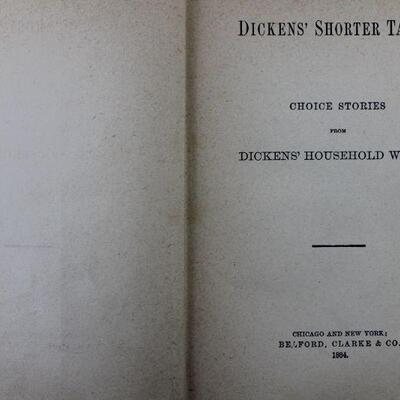 DICKENS' SHORTER TA
CHOICE STORIES
FROM
DICKENS' HOUSEHOLD W
CHICAGO AND NEW YORK:
BELFORD, CLARKE & CO.
1884.